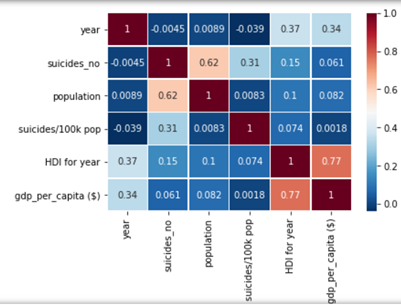 year 1 -0.0045 0.0089 -0.039 0.37 0.34
suicides_no -0.0045 1 0.62 0.31 0.15 0.061
population 0.0089 0.62 1 0.0083 0.1 0.082
suicides/100k pop -0.039 0.31 0.0083 1 0.074 0.0018
HDI for year 0.37 0.15 0.1 0.074 1 0.77
gdp_per_capita ($) 0.34 0.061 0.082 0.0018 0.77 1
year
suicides_no
population
suicides/100k pop
HDI for year
gdp_per_capita ($)
1.0
0.8
0.6
0.4
0.2
0.0